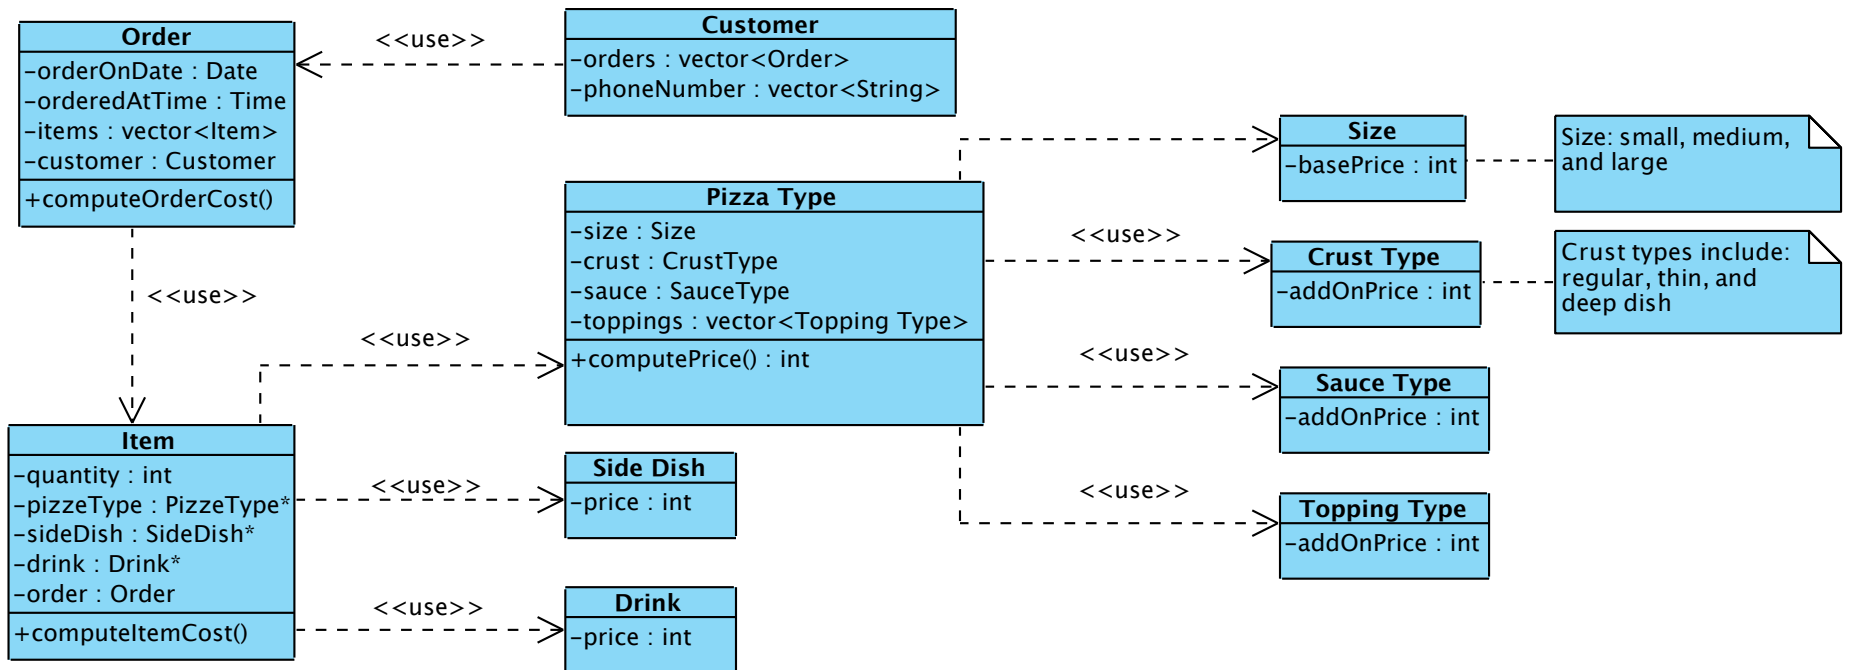 Order
-orderOnDate : Date
-orderedAtTime : Time
-items : vector<Item>
-customer : Customer
+computeOrderCost()
<<use>>
Customer
-orders : vector<Order>
-phoneNumber : vector<String>
Size
-basePrice : int
Size: small, medium,
and large
Pizza Type
-size : Size
-crust : CrustType
-sauce : SauceType
-toppings : vector<Topping Type>
+computePrice() : int
<<use>>
Crust Type
-addOnPrice : int
Crust types include:
regular, thin, and
deep dish
<<use>>
<<use>>
<<use>>
Sauce Type
-addOnPrice : int
Item
-quantity : int
-pizzeType : PizzeType*
-sideDish : SideDish*
-drink : Drink*
-order : Order
+computeItemCost()
<<use>>
Side Dish
-price : int
<<use>>
Topping Type
-addOnPrice : int
<<use>>
Drink
-price : int